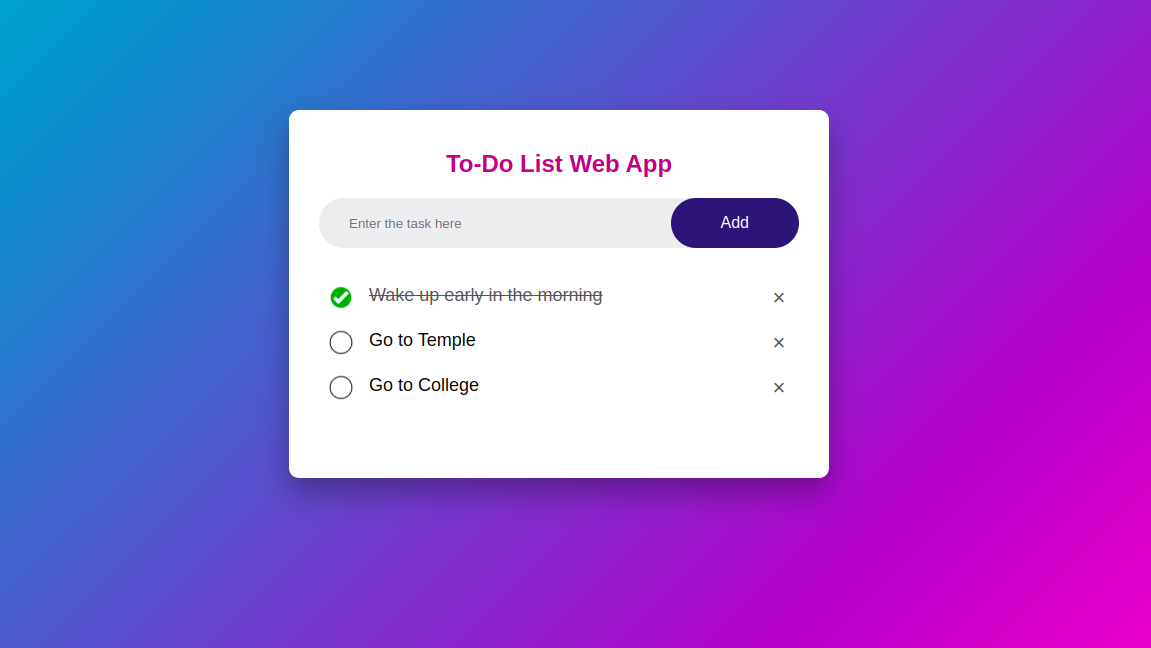 To-Do List Web App
Enter the task here
Add
Wake up early in the morning ×
Go to Temple ×
Go to College ×